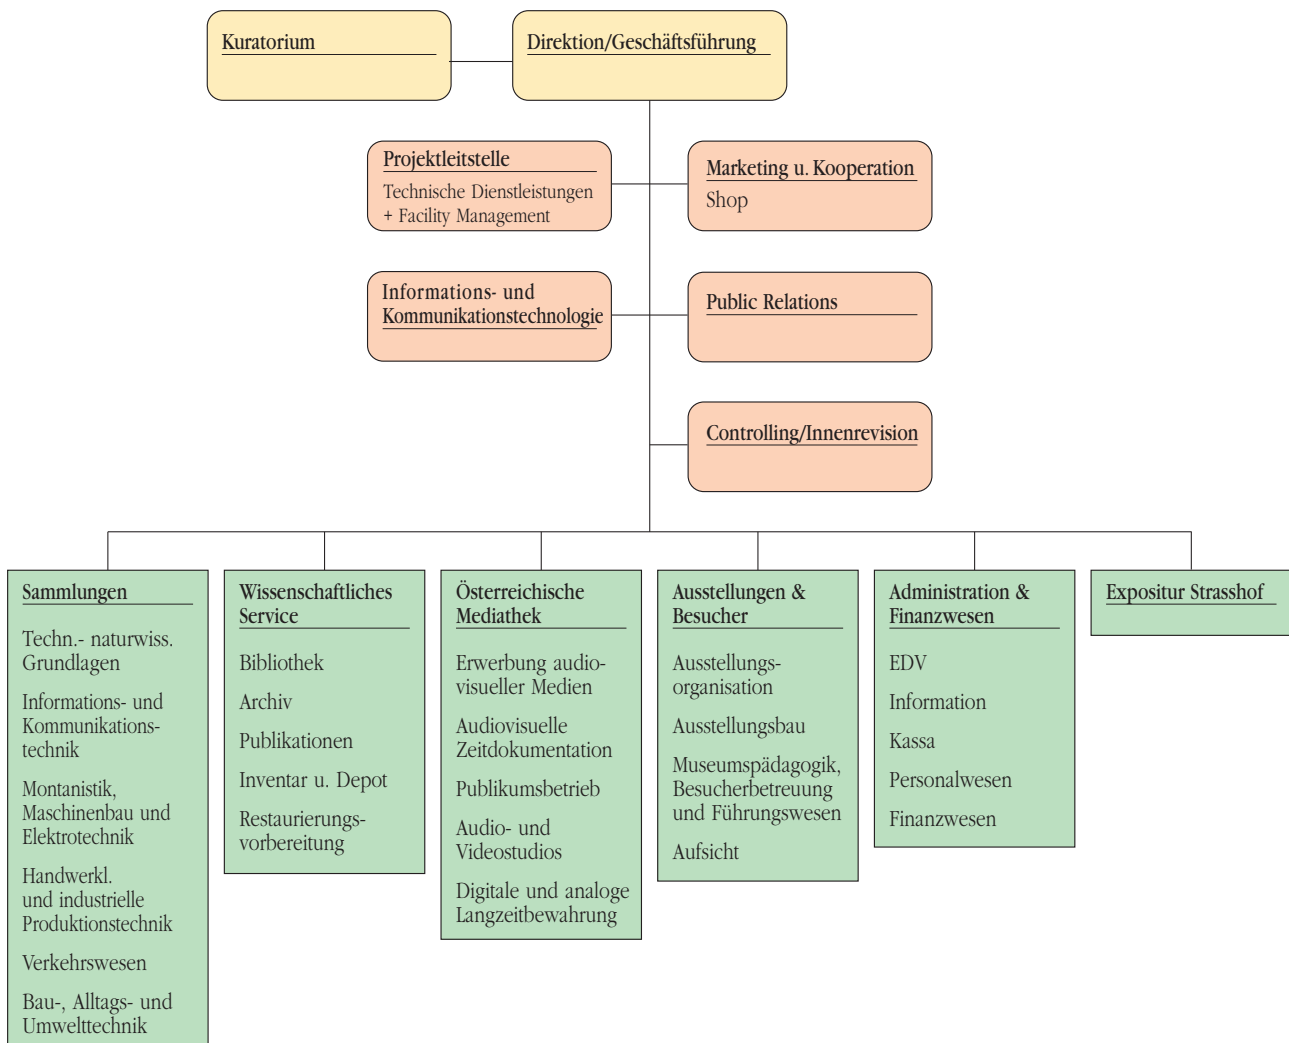 Kuratorium
Direktion/Geschäftsführung
Projektleitstelle
Technische Dienstleistungen
+ Facility Management
Marketing u. Kooperation
Shop
Informations- und
Kommunikationstechnologie
Public Relations
Controlling/Innenrevision
Sammlungen
Techn.- naturwiss.
Grundlagen
Informations- und
Kommunikations-
technik
Montanistik,
Maschinenbau und
Elektrotechnik
Handwerkl.
und industrielle
Produktionstechnik
Verkehrswesen
Bau-, Alltags- und
Umwelttechnik
Wissenschaftliches
Service
Bibliothek
Archiv
Publikationen
Inventar u. Depot
Restaurierungs-
vorbereitung
Österreichische
Mediathek
Erwerbung audio-
visueller Medien
Audiovisuelle
Zeitdokumentation
Publikumsbetrieb
Audio- und
Videostudios
Digitale und analoge
Langzeitbewahrung
Ausstellungen &
Besucher
Ausstellungs-
organisation
Ausstellungsbau
Museumspädagogik,
Besucherbetreuung
und Führungswesen
Aufsicht
Administration &
Finanzwesen
EDV
Information
Kassa
Personalwesen
Finanzwesen
Expositur Strasshof